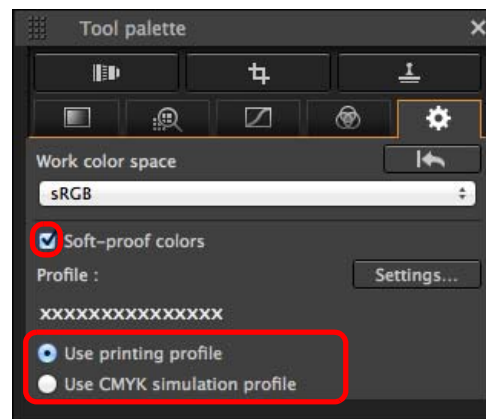 Tool palette
Work color space
sRGB
Soft-proof colors
Profile :
Settings...
xxxxxxxxxxxxxxx
Use printing profile
Use CMYK simulation profile